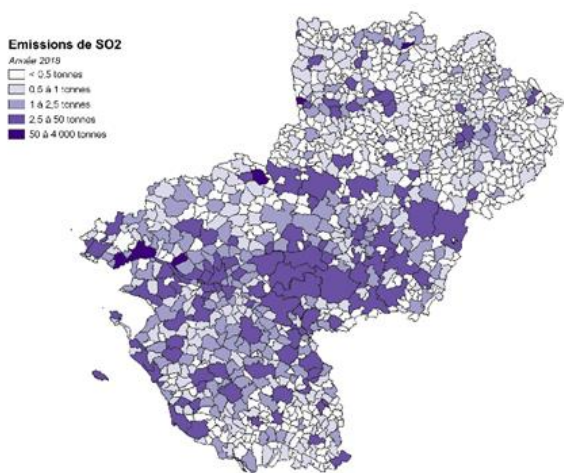 Emissions de SO2
Année 2018
< 0,5 tonnes
0,5 à 1 tonnes
1 à 2,5 tonnes
2,5 à 50 tonnes
50 à 4 000 tonnes